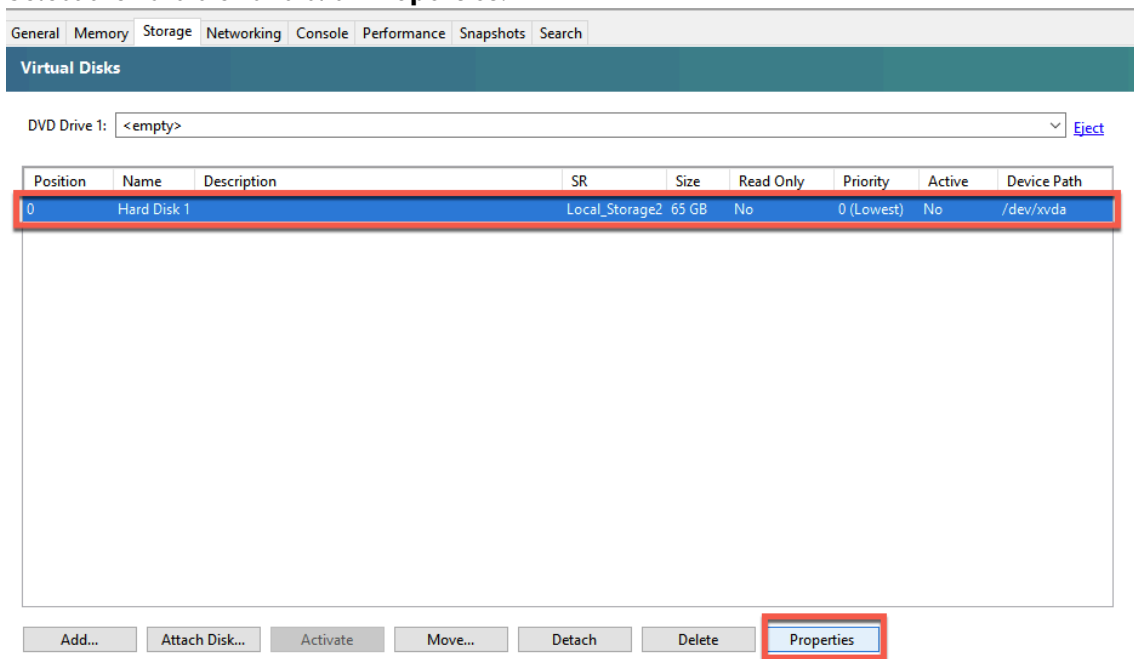 General Memory Storage Networking Console Performance Snapshots Search
Virtual Disks
DVD Drive 1: <empty> Eject
Position Name Description SR Size Read Only Priority Active Device Path
0 Hard Disk 1 Local_Storage2 65 GB No 0 (Lowest) No /dev/xvda
Add... Attach Disk... Activate Move... Detach Delete Properties